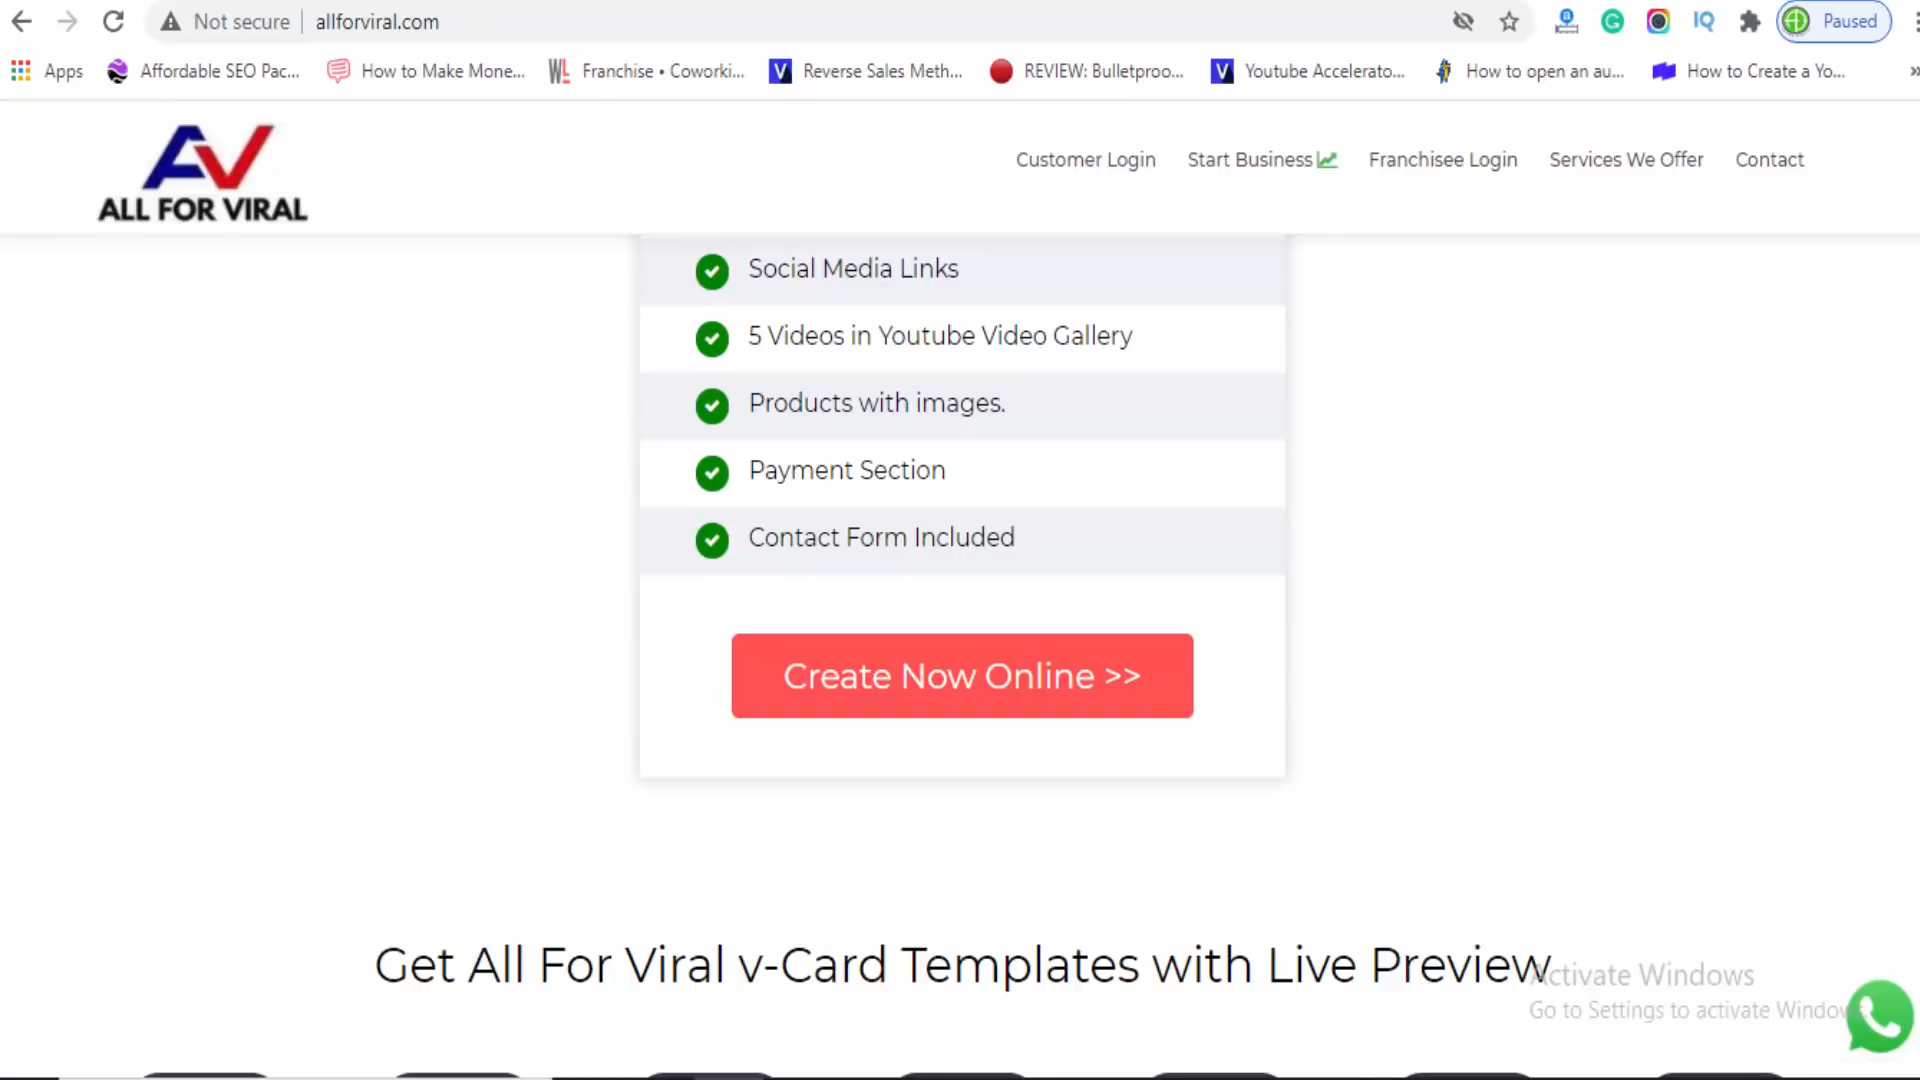 Not secure
allforviral.com
Paused
Apps
Affordable SEO Pac...
How to Make Mone...
Franchise • Coworki...
Reverse Sales Meth...
REVIEW: Bulletproo...
Youtube Accelerato...
How to open an au...
How to Create a Yo...
AV
ALL FOR VIRAL
Customer Login
Start Business
Franchisee Login
Services We Offer
Contact
Social Media Links
5 Videos in Youtube Video Gallery
Products with images.
Payment Section
Contact Form Included
Create Now Online >>
Get All For Viral v-Card Templates with Live Preview
Activate Windows
Go to Settings to activate Windows